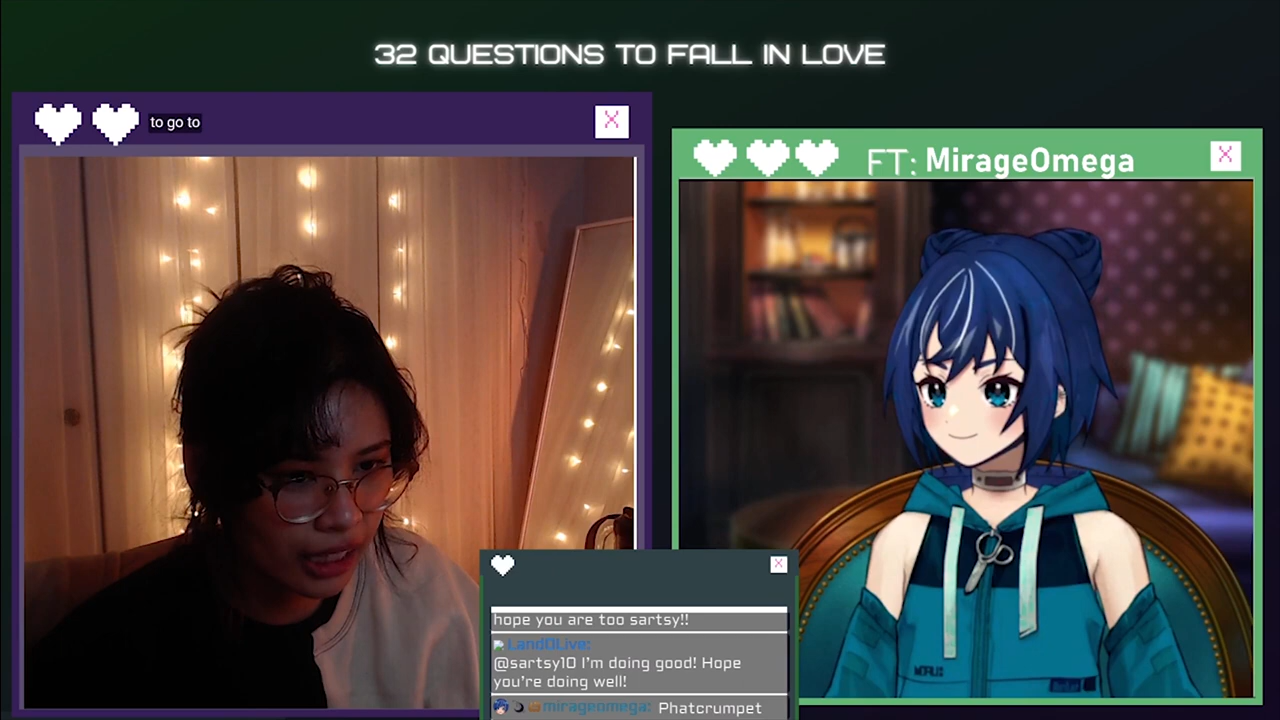 32 QUESTIONS TO FALL IN LOVE
to go to
FT: MirageOmega
hope you are too sartsy!!
LandOLive:
@sartsy10 I'm doing good! Hope
you're doing well!
mirageomega: Phatcrumpet